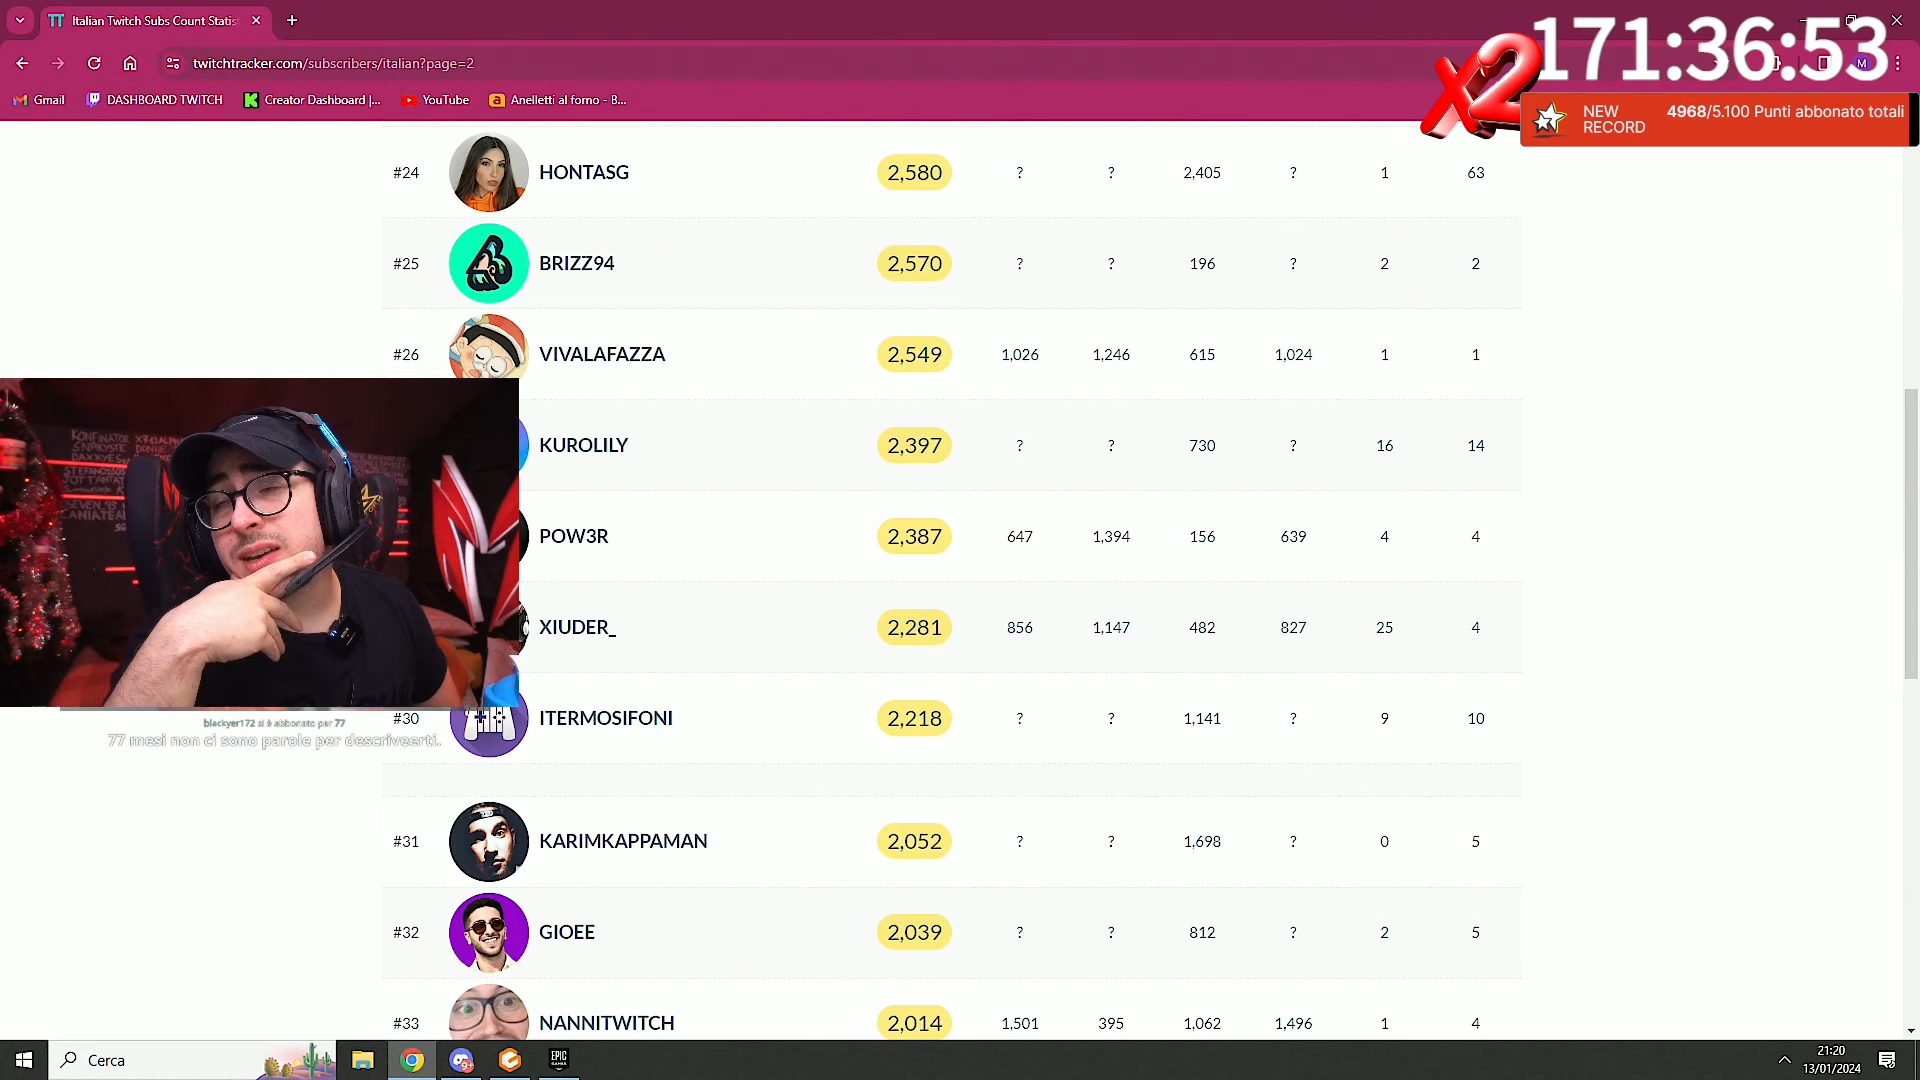 Italian Twitch Subs Count Statis
171:36:53
x2
twitchtracker.com/subscribers/italian?page=2
M
Gmail
DASHBOARD TWITCH
Creator Dashboard |...
YouTube
Anelletti al forno - B...
NEW RECORD
4968/5.100 Punti abbonato totali
#24 HONTASG 2,580 ? ? 2,405 ? 1 63
#25 BRIZZ94 2,570 ? ? 196 ? 2 2
#26 VIVALAFAZZA 2,549 1,026 1,246 615 1,024 1 1
KUROLILY 2,397 ? ? 730 ? 16 14
POW3R 2,387 647 1,394 156 639 4 4
XIUDER_ 2,281 856 1,147 482 827 25 4
#30 ITERMOSIFONI 2,218 ? ? 1,141 ? 9 10
blackyer172 si è abbonato per 77
77 mesi non ci sono parole per descriveerti.
#31 KARIMKAPPAMAN 2,052 ? ? 1,698 ? 0 5
#32 GIOEE 2,039 ? ? 812 ? 2 5
#33 NANNITWITCH 2,014 1,501 395 1,062 1,496 1 4
Cerca
9+
EPIC GAMES
21:20
13/01/2024